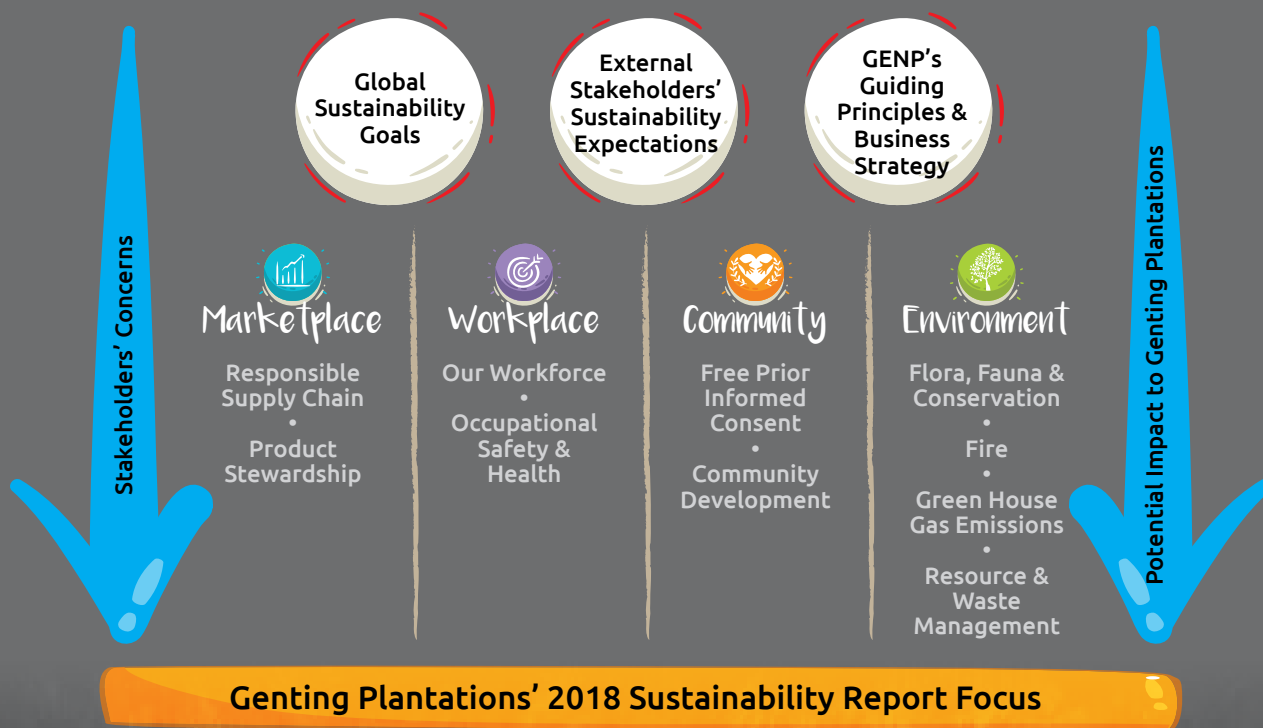 Global
Sustainability
Goals
External
Stakeholders'
Sustainability
Expectations
GENP's
Guiding
Principles &
Business
Strategy
Stakeholders' Concerns
Potential Impact to Genting Plantations
Marketplace
Responsible
Supply Chain
•
Product
Stewardship
Workplace
Our Workforce
•
Occupational
Safety &
Health
Community
Free Prior
Informed
Consent
•
Community
Development
Environment
Flora, Fauna &
Conservation
•
Fire
•
Green House
Gas Emissions
•
Resource &
Waste
Management
Genting Plantations' 2018 Sustainability Report Focus